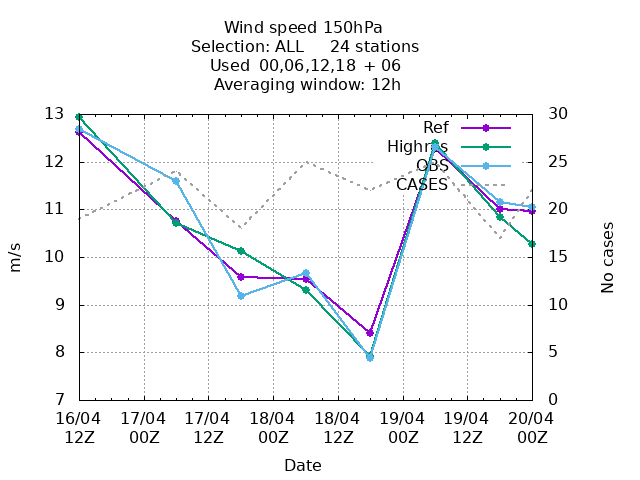 Wind speed 150hPa
Selection: ALL 24 stations
Used 00,06,12,18 + 06
Averaging window: 12h
Ref
Highres
OBS
CASES
13
12
11
10
9
8
7
30
25
20
15
10
5
0
m/s
No cases
16/04 17/04 17/04 18/04 18/04 19/04 19/04 20/04
12Z 00Z 12Z 00Z 12Z 00Z 12Z 00Z
Date